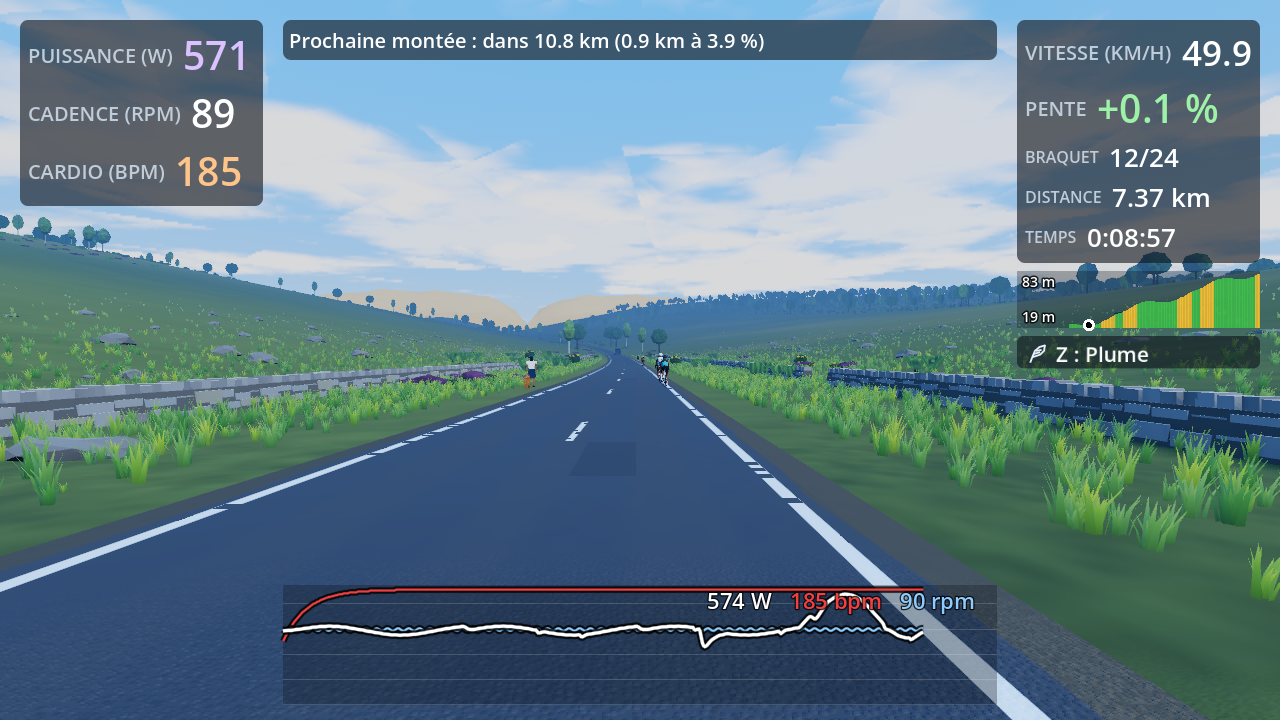 PUISSANCE (W) 571
CADENCE (RPM) 89
CARDIO (BPM) 185
Prochaine montée : dans 10.8 km (0.9 km à 3.9 %)
VITESSE (KM/H) 49.9
PENTE +0.1 %
BRAQUET 12/24
DISTANCE 7.37 km
TEMPS 0:08:57
83 m
19 m
Z : Plume
574 W 185 bpm 90 rpm